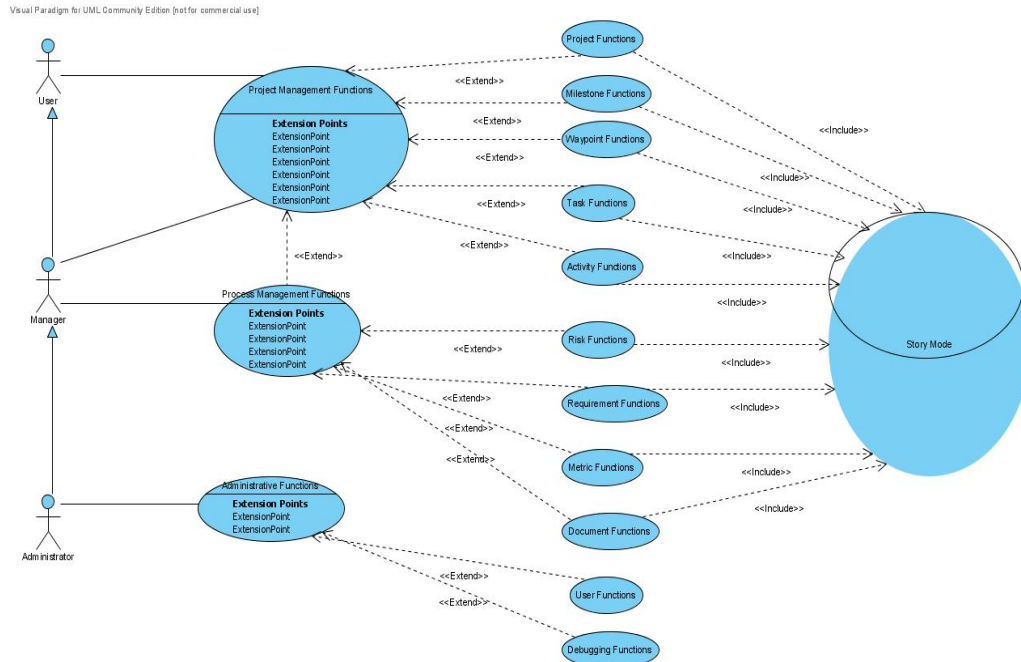 Visual Paradigm for UML Community Edition [not for commercial use]
Project Functions
User
Project Management Functions
<<Extend>>
Milestone Functions
Extension Points
ExtensionPoint
ExtensionPoint
ExtensionPoint
ExtensionPoint
ExtensionPoint
ExtensionPoint
<<Extend>>
Waypoint Functions
<<Include>>
<<Extend>>
<<Include>>
Task Functions
<<Extend>>
<<Include>>
<<Extend>>
<<Extend>>
<<Include>>
Activity Functions
Manager
Process Management Functions
Extension Points
ExtensionPoint
ExtensionPoint
ExtensionPoint
ExtensionPoint
<<Include>>
Risk Functions
Story Mode
<<Extend>>
<<Include>>
<<Extend>>
Requirement Functions
<<Include>>
<<Extend>>
<<Extend>>
Metric Functions
<<Include>>
Administrative Functions
Extension Points
ExtensionPoint
ExtensionPoint
<<Include>>
Document Functions
Administrator
<<Extend>>
User Functions
<<Extend>>
Debugging Functions